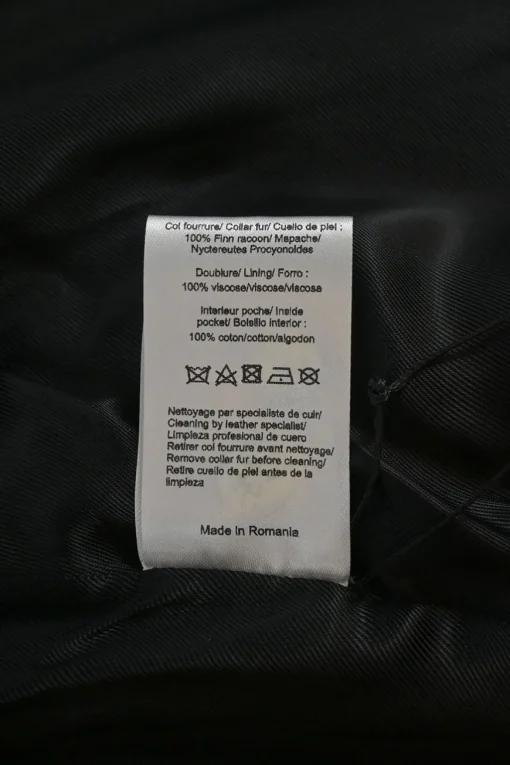 Col fourrure/ Collar fur/ Cuello de piel :
100% Finn racoon/ Mapache/
Nyctereutes Procyonoides
Doublure/ Lining/ Forro :
100% viscose/viscose/viscosa
Interieur poche/ Inside
pocket/ Bolsillo interior :
100% coton/cotton/algodon
Nettoyage par specialiste de cuir/
Cleaning by leather specialist/
Limpieza profesional de cuero
Retirer col fourrure avant nettoyage/
Remove collar fur before cleaning/
Retire cuello de piel antes de la
limpieza
Made In Romania